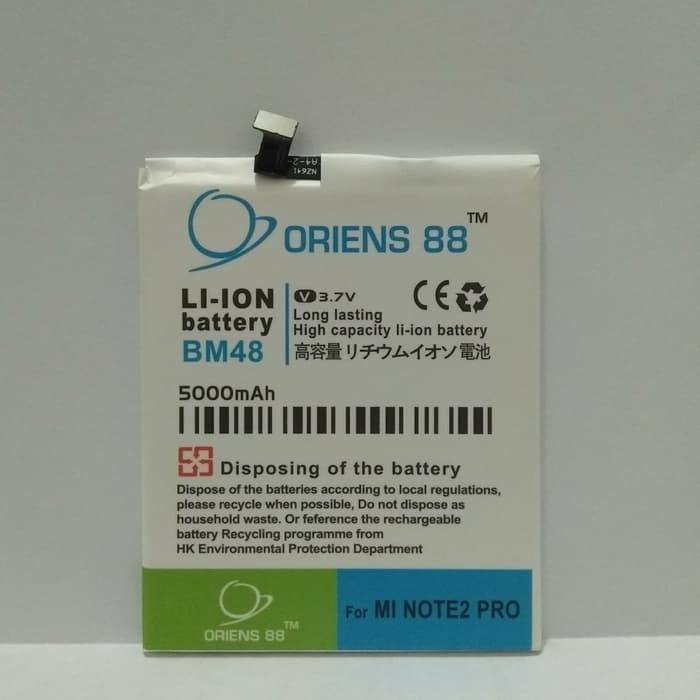 NZ641
A4-2-
ORIENS 88™
LI-ION
battery
BM48
V 3.7V
CE
Long lasting
High capacity li-ion battery
高容量リチウムイオン電池
5000mAh
Disposing of the battery
Dispose of the batteries according to local regulations,
please recycle when possible, Do not dispose as
household waste. Or feference the rechargeable
battery Recycling programme from
HK Environmental Protection Department
ORIENS 88™
For MI NOTE2 PRO